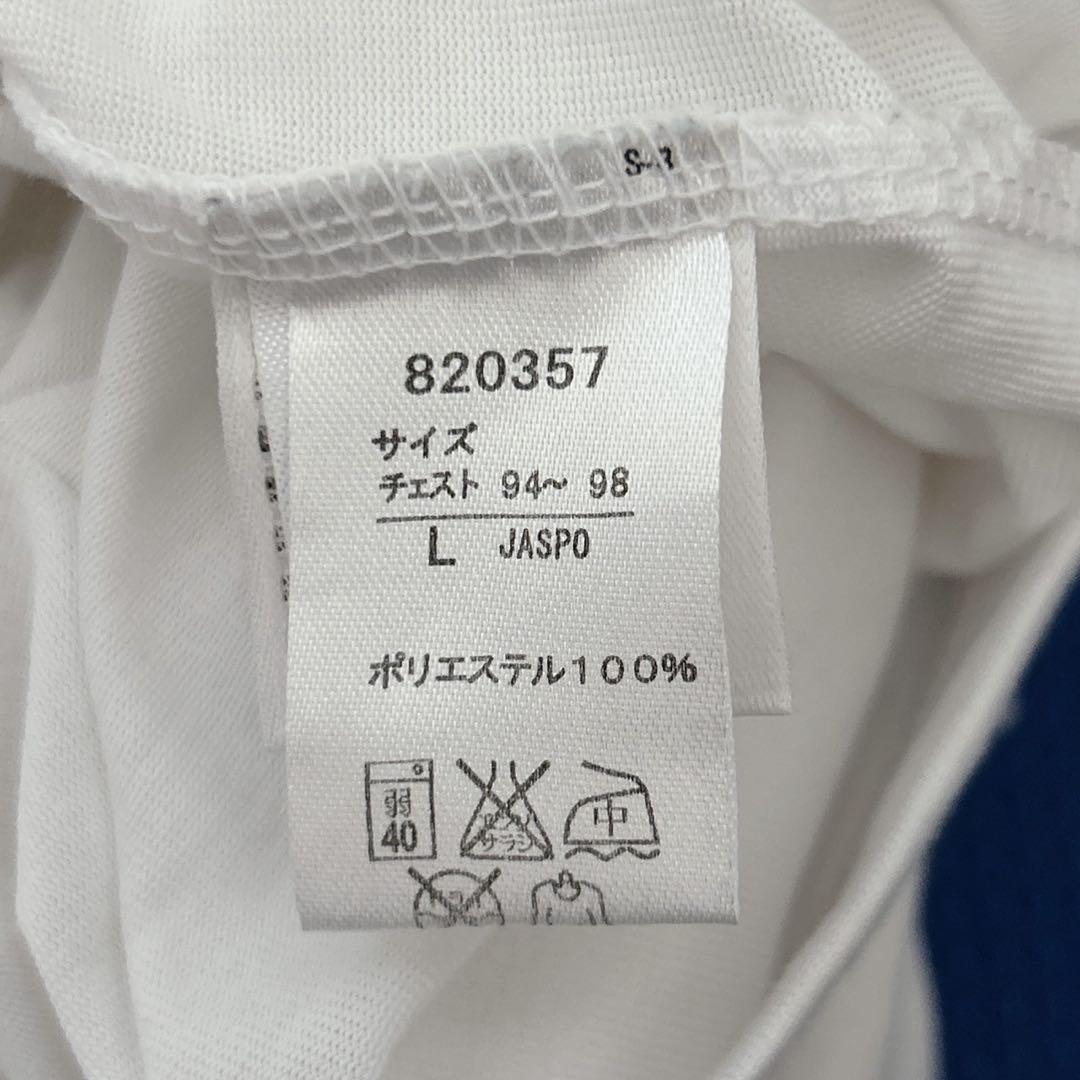 820357
サイズ
チェスト 94〜 98
L JASPO
ポリエステル100%
弱
40
中